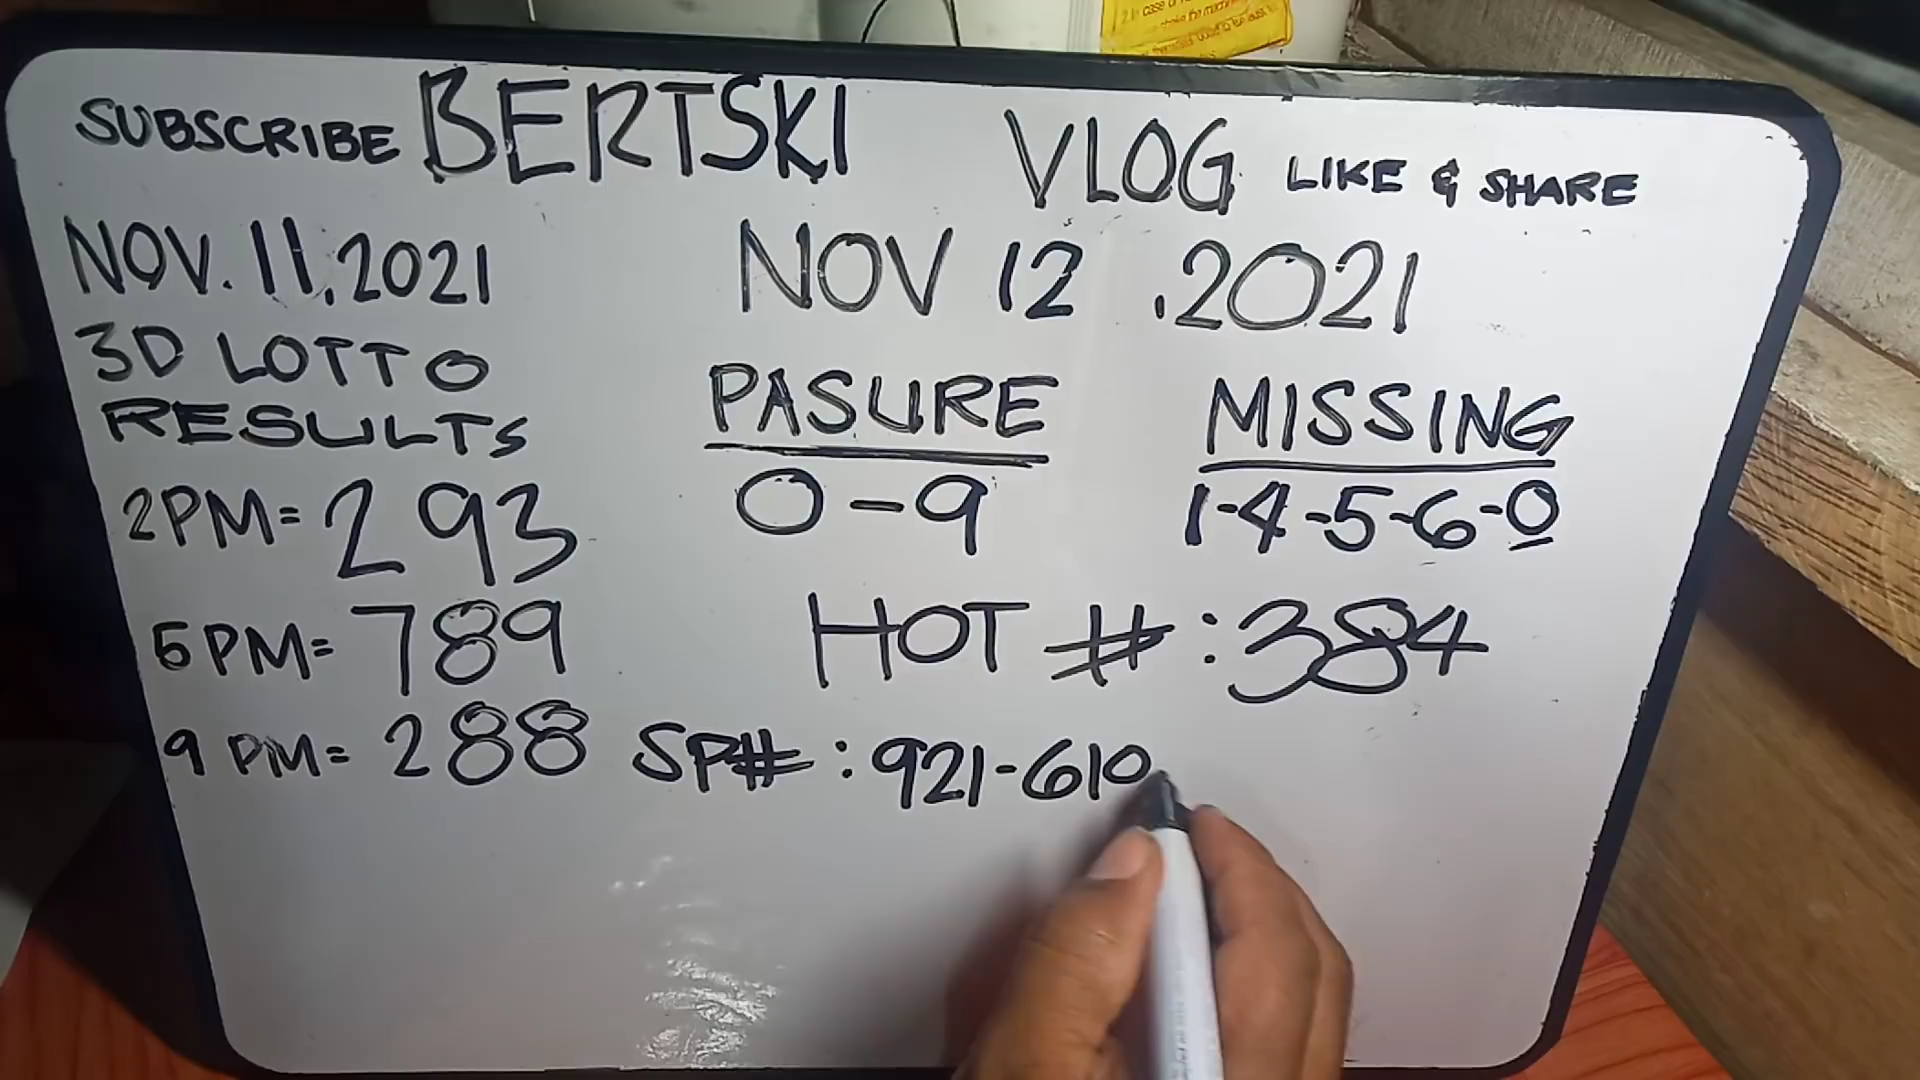 SUBSCRIBE BERTSKI VLOG LIKE & SHARE
NOV. 11, 2021
3D LOTTO
RESULTS
2PM= 293
5PM= 789
9 PM= 288
NOV 12 , 2021
PASURE
0-9
MISSING
1-4-5-6-0
HOT # : 384
SP# : 921-610